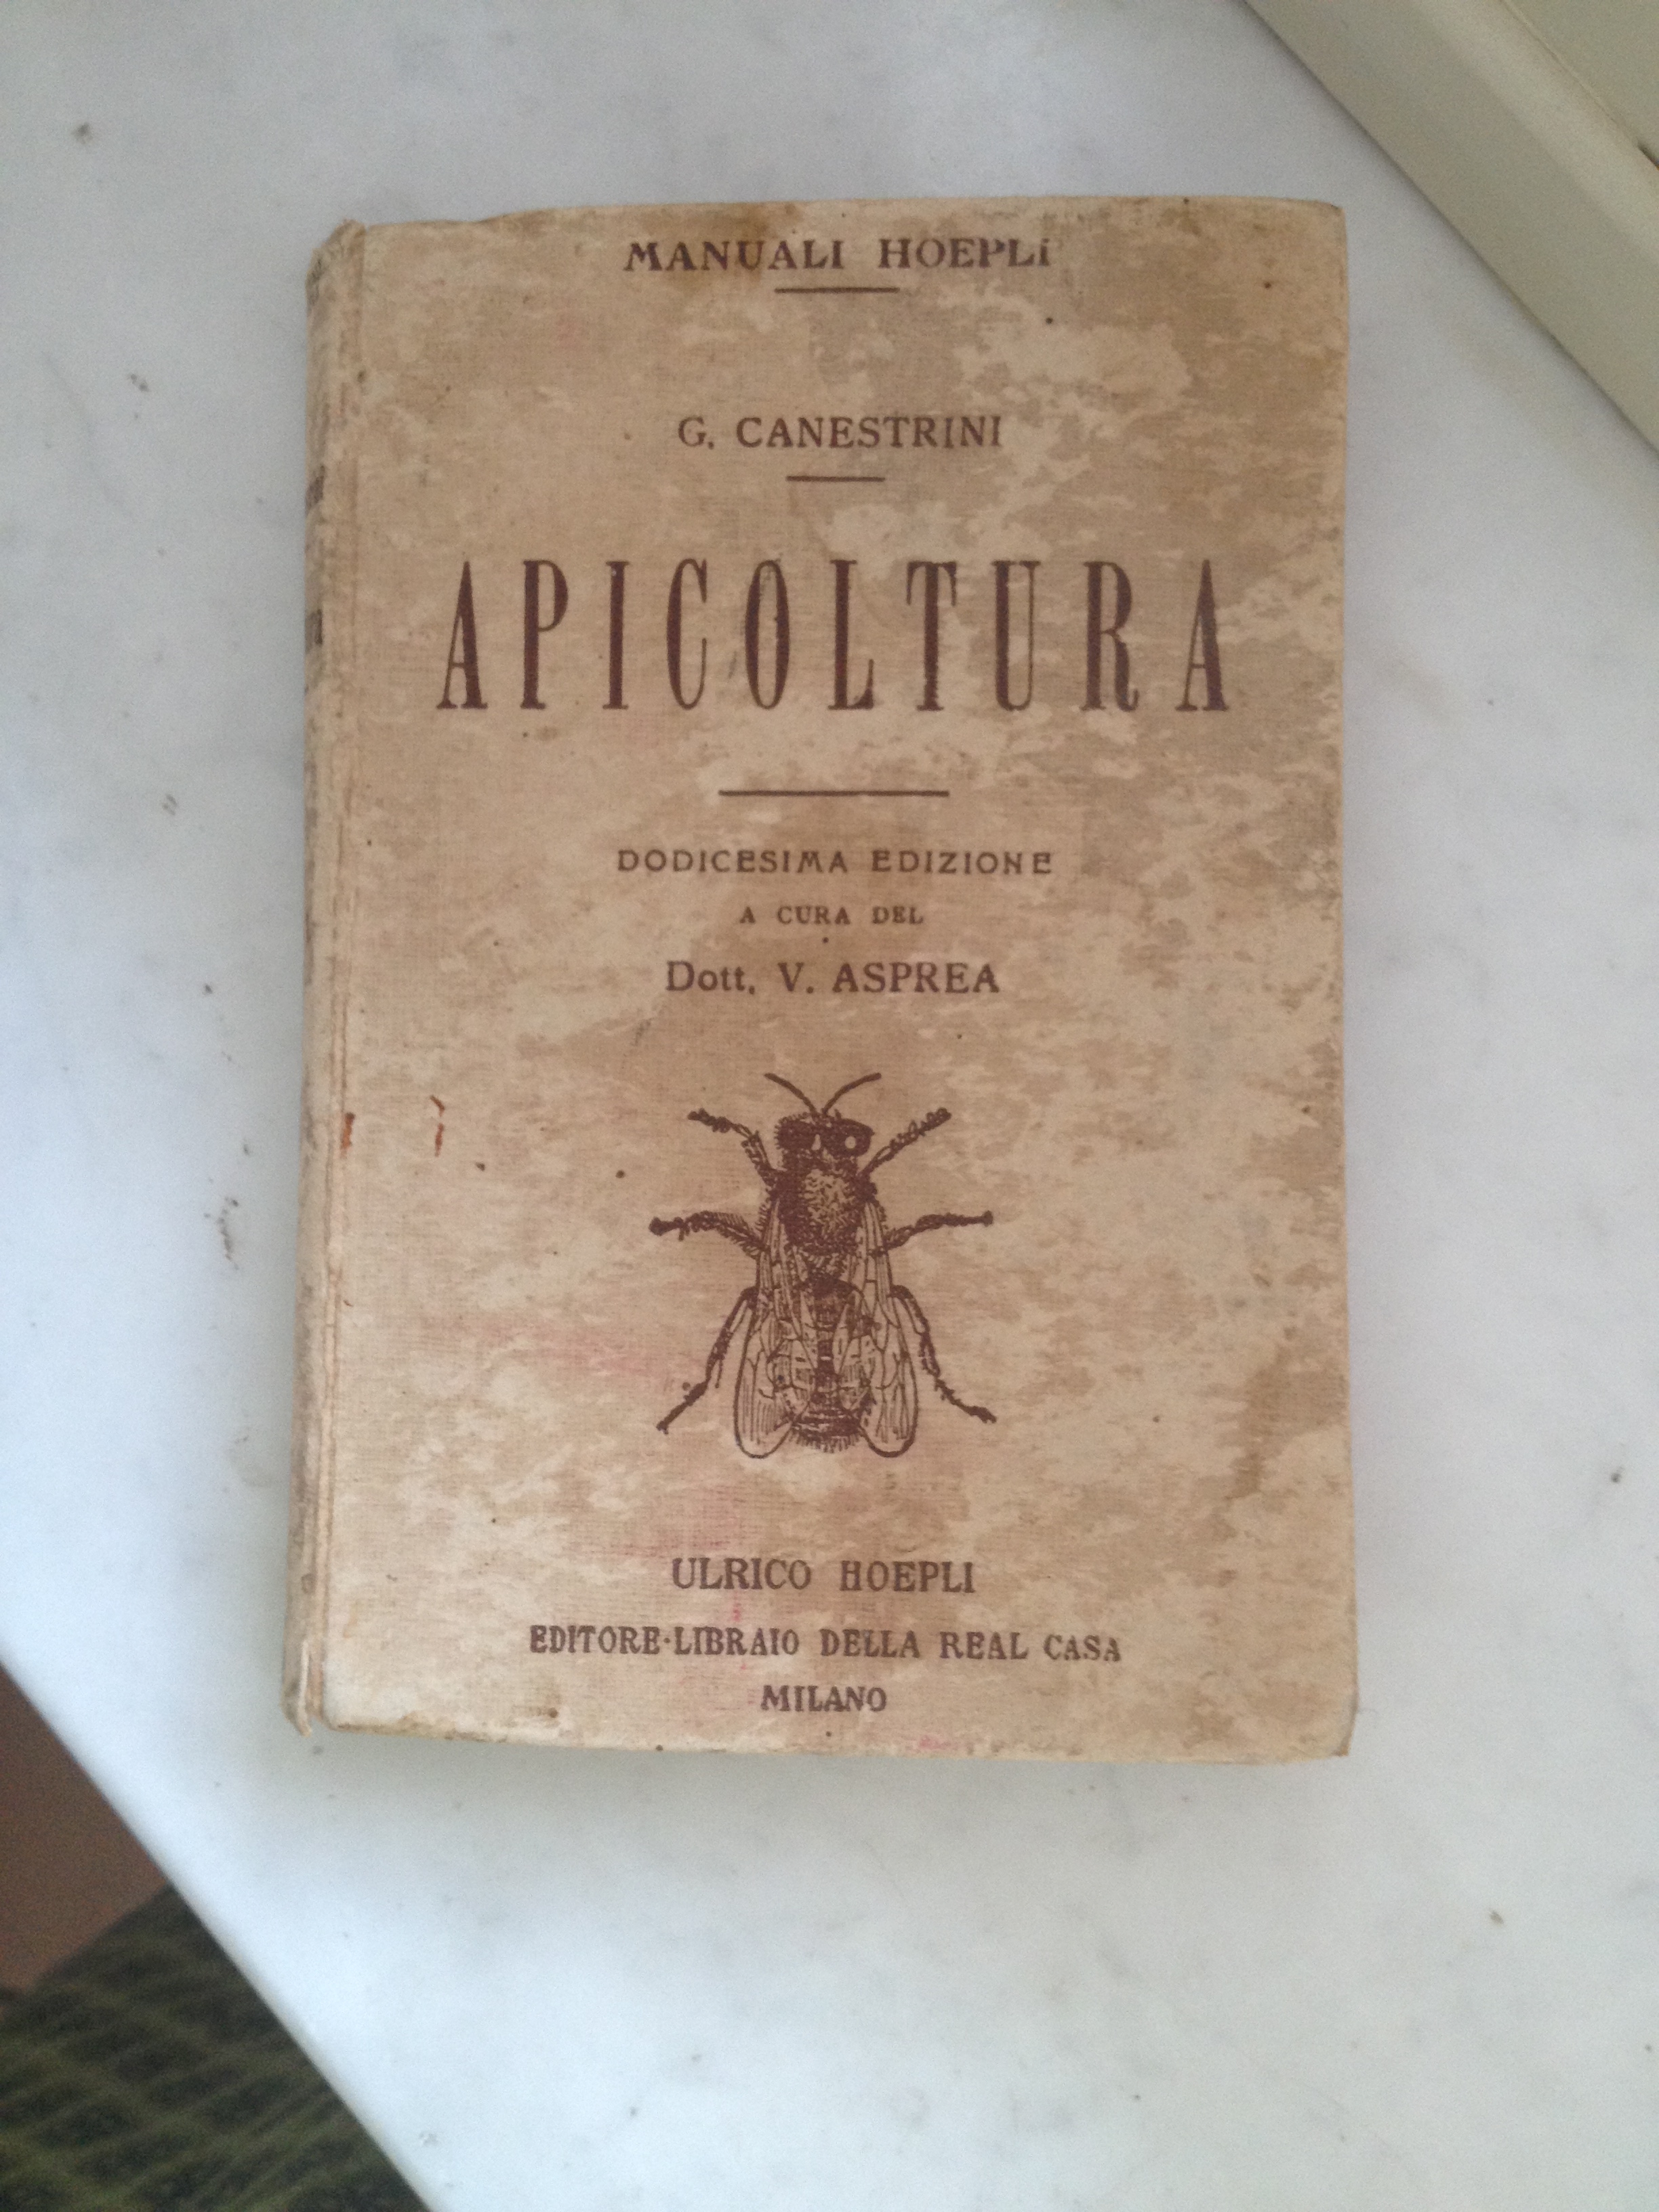 MANUALI HOEPLI
G. CANESTRINI
APICOLTURA
DODICESIMA EDIZIONE
A CURA DEL
Dott. V. ASPREA
ULRICO HOEPLI
EDITORE-LIBRAIO DELLA REAL CASA
MILANO